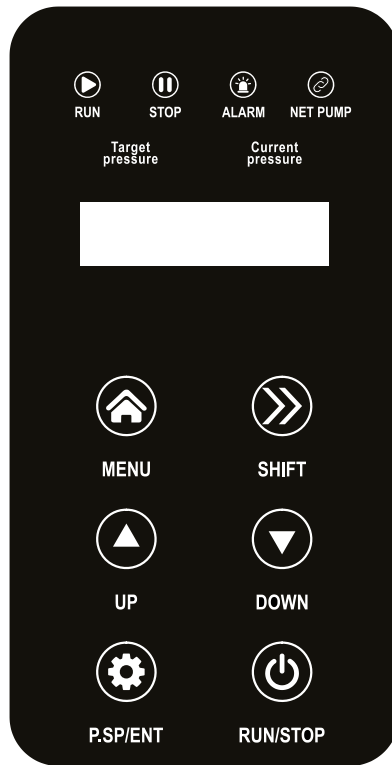 RUN STOP ALARM NET PUMP
Target Current
pressure pressure
MENU SHIFT
UP DOWN
P.SP/ENT RUN/STOP